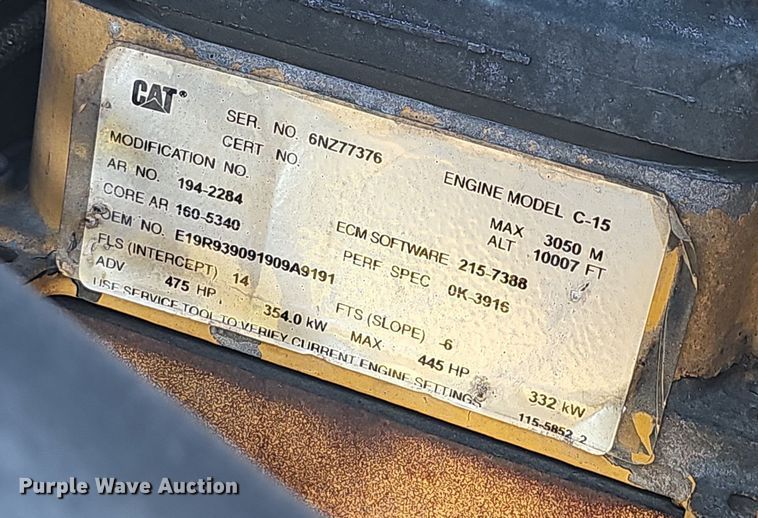 CAT®
SER. NO. 6NZ77376
CERT NO.
ENGINE MODEL C-15
MODIFICATION NO.
MAX ALT 3050 M 10007 FT
AR NO. 194-2284
CORE AR 160-5340
ECM SOFTWARE 215-7388
OEM NO. E19R939091909A9191
PERF SPEC 0K-3916
FLS (INTERCEPT) 14
FTS (SLOPE) -6
ADV 475 HP 354.0 kW MAX 445 HP 332 kW
USE SERVICE TOOL TO VERIFY CURRENT ENGINE SETTINGS
115-5852 2
Purple Wave Auction